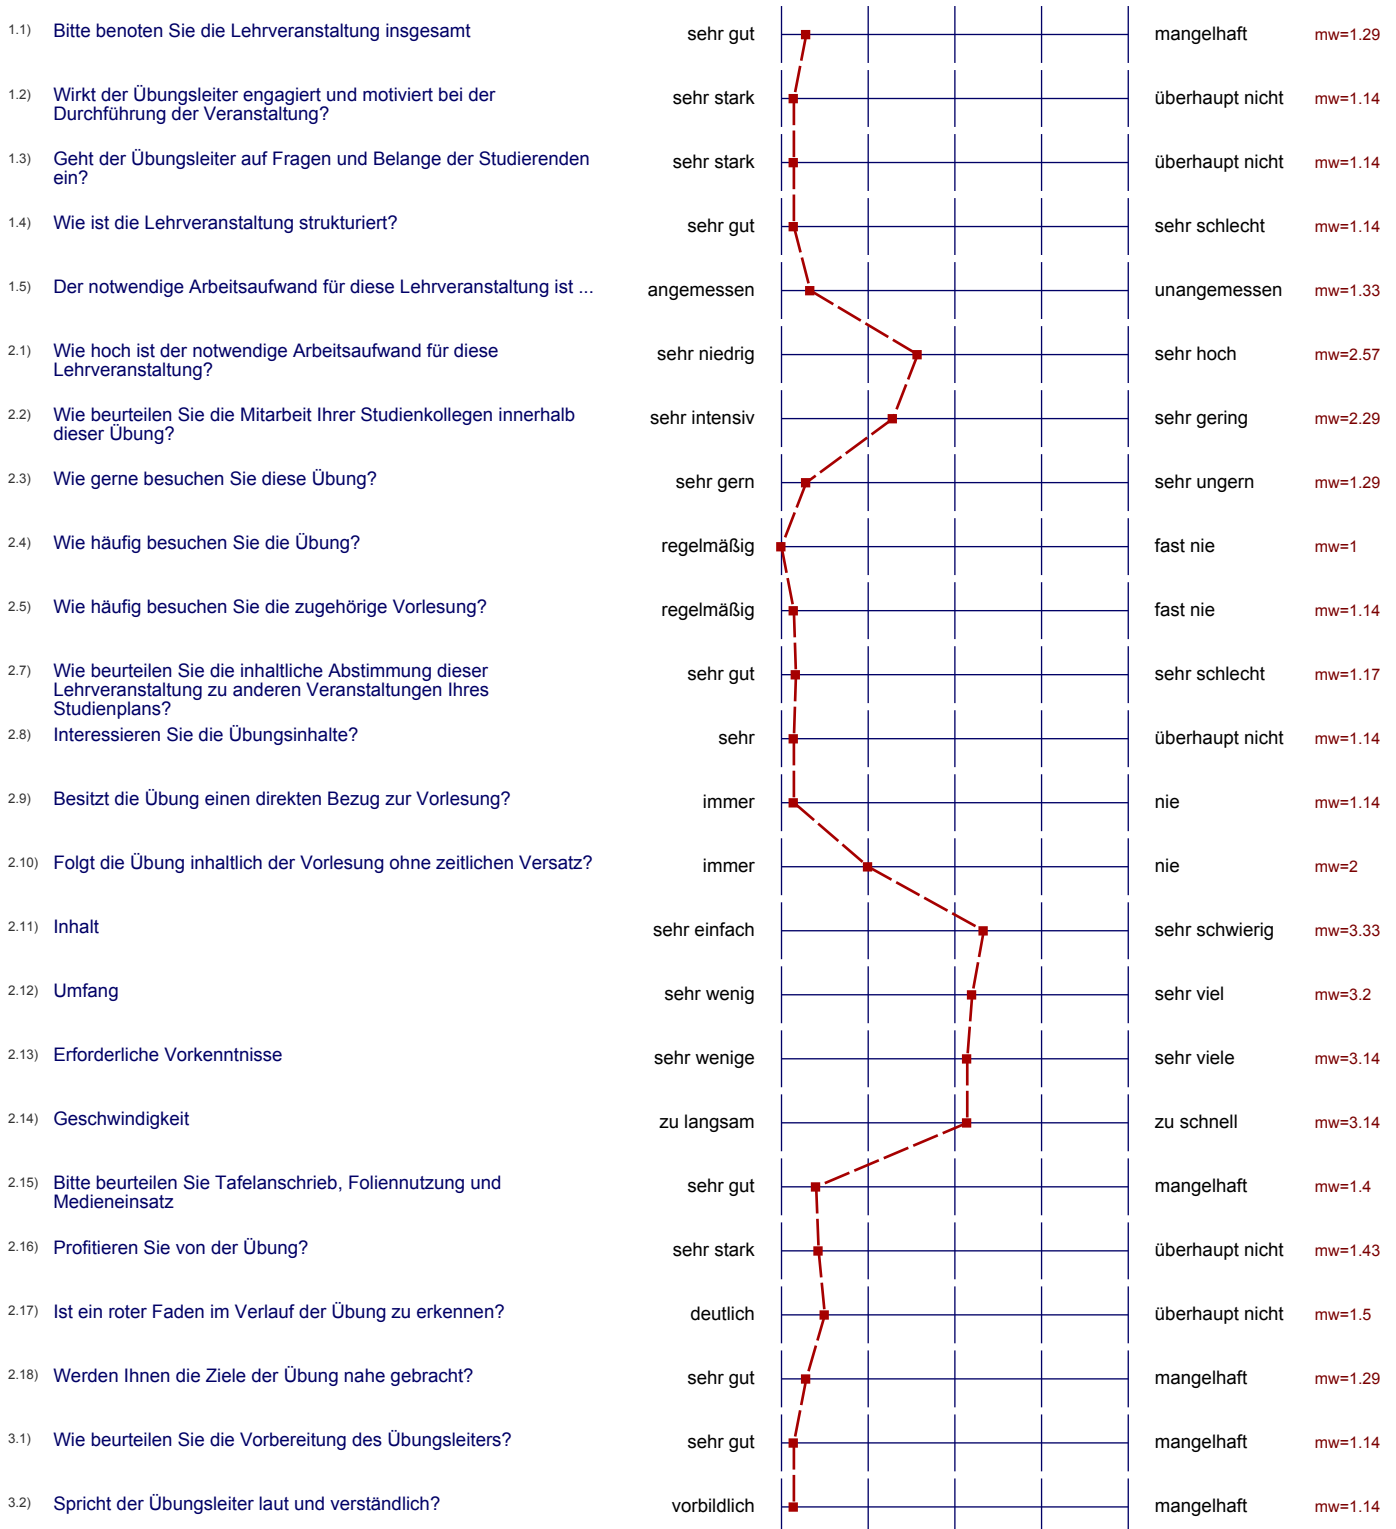 1.1) Bitte benoten Sie die Lehrveranstaltung insgesamt sehr gut mangelhaft mw=1.29
1.2) Wirkt der Übungsleiter engagiert und motiviert bei der
Durchführung der Veranstaltung? sehr stark überhaupt nicht mw=1.14
1.3) Geht der Übungsleiter auf Fragen und Belange der Studierenden
ein? sehr stark überhaupt nicht mw=1.14
1.4) Wie ist die Lehrveranstaltung strukturiert? sehr gut sehr schlecht mw=1.14
1.5) Der notwendige Arbeitsaufwand für diese Lehrveranstaltung ist ... angemessen unangemessen mw=1.33
2.1) Wie hoch ist der notwendige Arbeitsaufwand für diese
Lehrveranstaltung? sehr niedrig sehr hoch mw=2.57
2.2) Wie beurteilen Sie die Mitarbeit Ihrer Studienkollegen innerhalb
dieser Übung? sehr intensiv sehr gering mw=2.29
2.3) Wie gerne besuchen Sie diese Übung? sehr gern sehr ungern mw=1.29
2.4) Wie häufig besuchen Sie die Übung? regelmäßig fast nie mw=1
2.5) Wie häufig besuchen Sie die zugehörige Vorlesung? regelmäßig fast nie mw=1.14
2.7) Wie beurteilen Sie die inhaltliche Abstimmung dieser
Lehrveranstaltung zu anderen Veranstaltungen Ihres
Studienplans? sehr gut sehr schlecht mw=1.17
2.8) Interessieren Sie die Übungsinhalte? sehr überhaupt nicht mw=1.14
2.9) Besitzt die Übung einen direkten Bezug zur Vorlesung? immer nie mw=1.14
2.10) Folgt die Übung inhaltlich der Vorlesung ohne zeitlichen Versatz? immer nie mw=2
2.11) Inhalt sehr einfach sehr schwierig mw=3.33
2.12) Umfang sehr wenig sehr viel mw=3.2
2.13) Erforderliche Vorkenntnisse sehr wenige sehr viele mw=3.14
2.14) Geschwindigkeit zu langsam zu schnell mw=3.14
2.15) Bitte beurteilen Sie Tafelanschrieb, Foliennutzung und
Medieneinsatz sehr gut mangelhaft mw=1.4
2.16) Profitieren Sie von der Übung? sehr stark überhaupt nicht mw=1.43
2.17) Ist ein roter Faden im Verlauf der Übung zu erkennen? deutlich überhaupt nicht mw=1.5
2.18) Werden Ihnen die Ziele der Übung nahe gebracht? sehr gut mangelhaft mw=1.29
3.1) Wie beurteilen Sie die Vorbereitung des Übungsleiters? sehr gut mangelhaft mw=1.14
3.2) Spricht der Übungsleiter laut und verständlich? vorbildlich mangelhaft mw=1.14